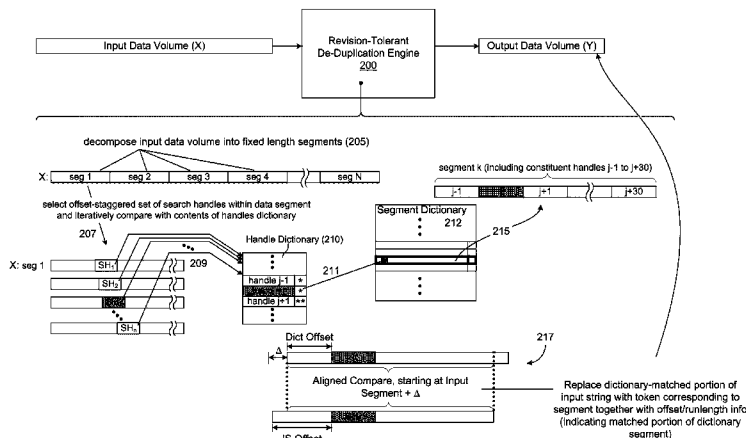 Input Data Volume (X)
Revision-Tolerant
De-Duplication Engine
200
Output Data Volume (Y)
decompose input data volume into fixed length segments (205)
X:
seg 1
seg 2
seg 3
seg 4
seg N
segment k (including constituent handles j-1 to j+30)
j-1
j+1
j+30
select offset-staggered set of search handles within data segment
and iteratively compare with contents of handles dictionary
Segment Dictionary
212
215
207
Handle Dictionary (210)
209
211
X: seg 1
SH1
SH2
SHn
handle j-1
*
*
handle j+1
**
Dict Offset
Δ
217
Aligned Compare, starting at Input
Segment + Δ
IS Offset
Replace dictionary-matched portion of
input string with token corresponding to
segment together with offset/runlength info
(indicating matched portion of dictionary
segment)